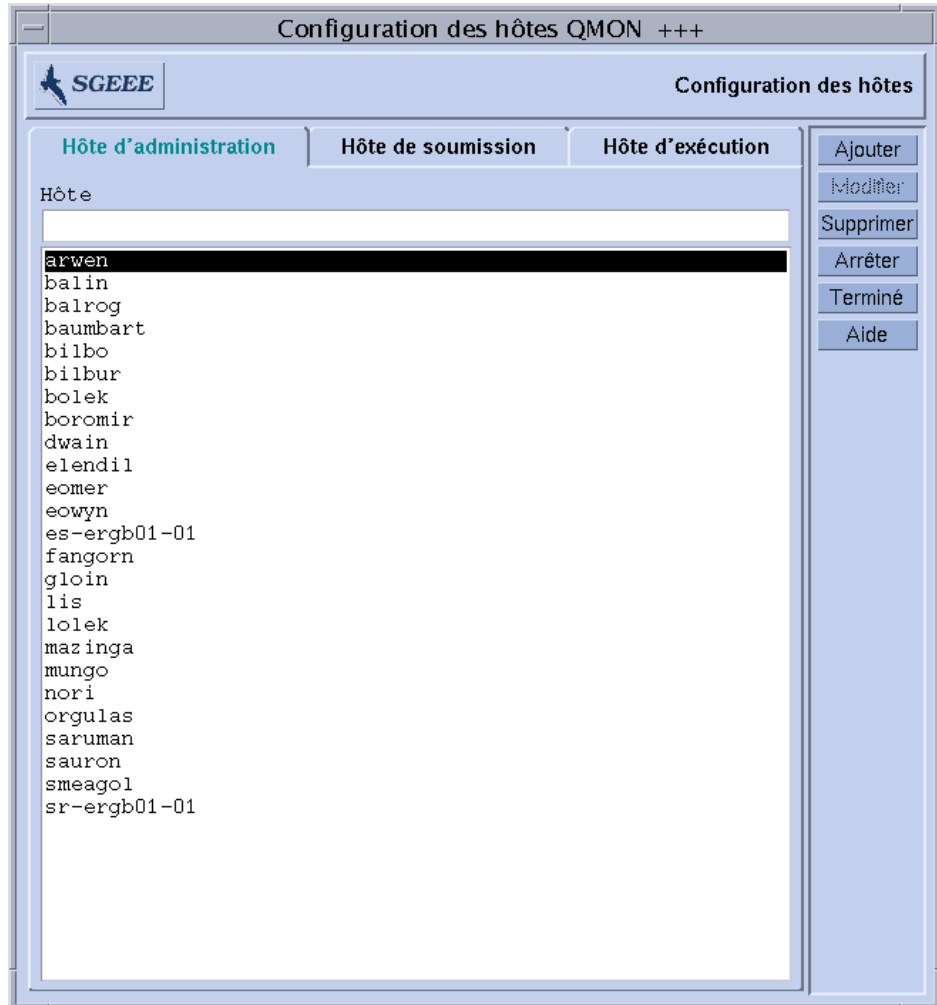 Configuration des hôtes QMON +++
SGEEE
Configuration des hôtes
Hôte d'administration
Hôte de soumission
Hôte d'exécution
Hôte
arwen
balin
balrog
baumbart
bilbo
bilbur
bolek
boromir
dwain
elendil
eomer
eowyn
es-ergb01-01
fangorn
gloin
lis
lolek
mazinga
mungo
nori
orgulas
saruman
sauron
smeagol
sr-ergb01-01
Ajouter
Modifier
Supprimer
Arrêter
Terminé
Aide